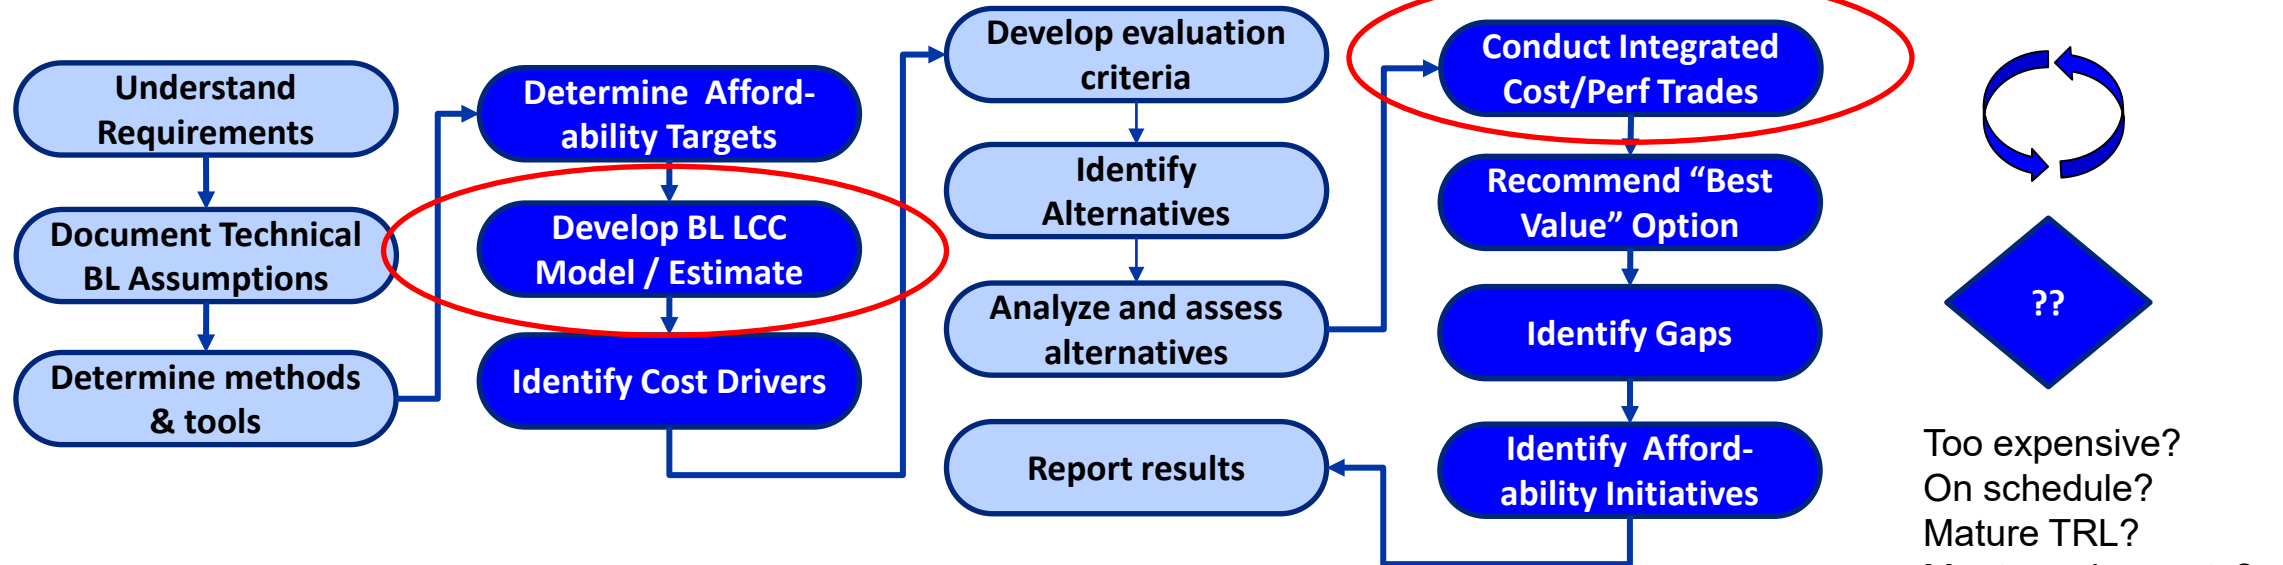 Understand
Requirements
Document Technical
BL Assumptions
Determine methods
& tools
Determine Afford-
ability Targets
Develop BL LCC
Model / Estimate
Identify Cost Drivers
Develop evaluation
criteria
Identify
Alternatives
Analyze and assess
alternatives
Report results
Conduct Integrated
Cost/Perf Trades
Recommend “Best
Value” Option
Identify Gaps
Identify Afford-
ability Initiatives
??
Too expensive?
On schedule?
Mature TRL?